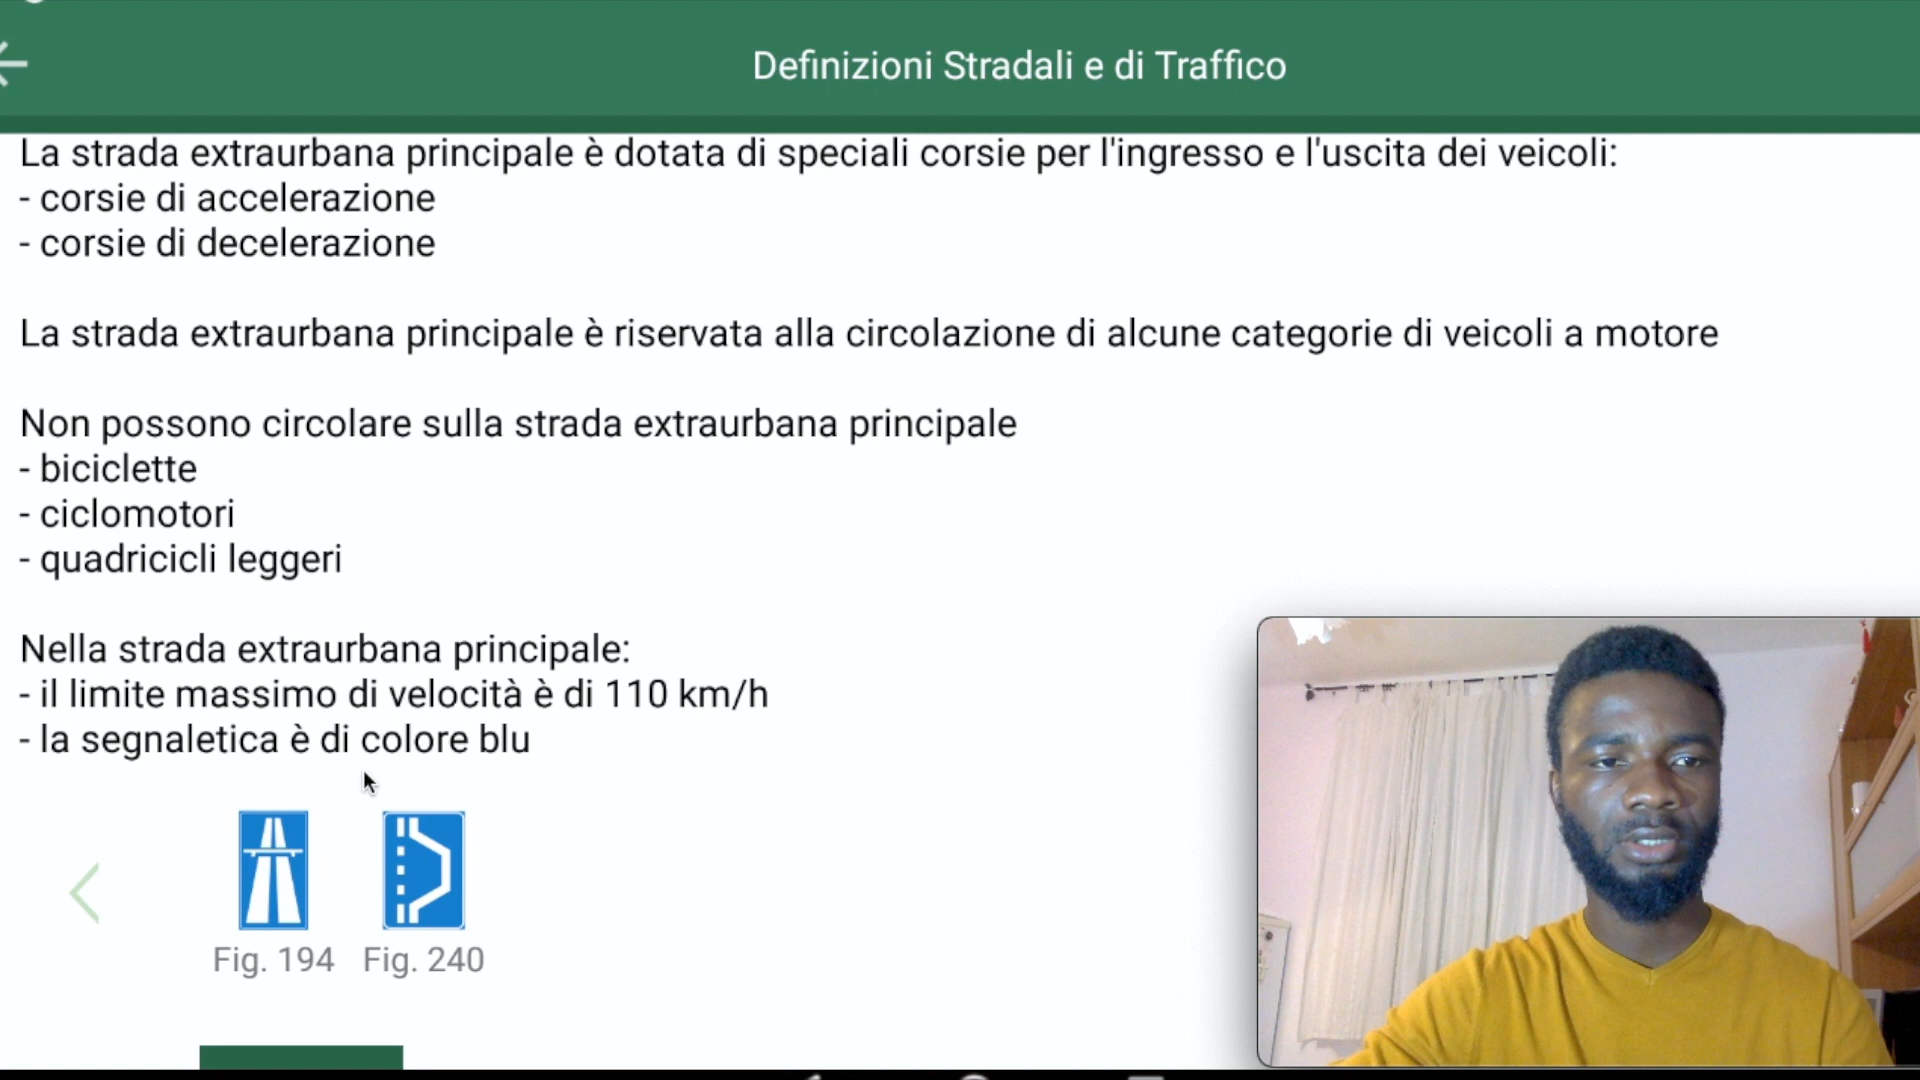 Definizioni Stradali e di Traffico
La strada extraurbana principale è dotata di speciali corsie per l'ingresso e l'uscita dei veicoli:
- corsie di accelerazione
- corsie di decelerazione
La strada extraurbana principale è riservata alla circolazione di alcune categorie di veicoli a motore
Non possono circolare sulla strada extraurbana principale
- biciclette
- ciclomotori
- quadricicli leggeri
Nella strada extraurbana principale:
- il limite massimo di velocità è di 110 km/h
- la segnaletica è di colore blu
Fig. 194 Fig. 240